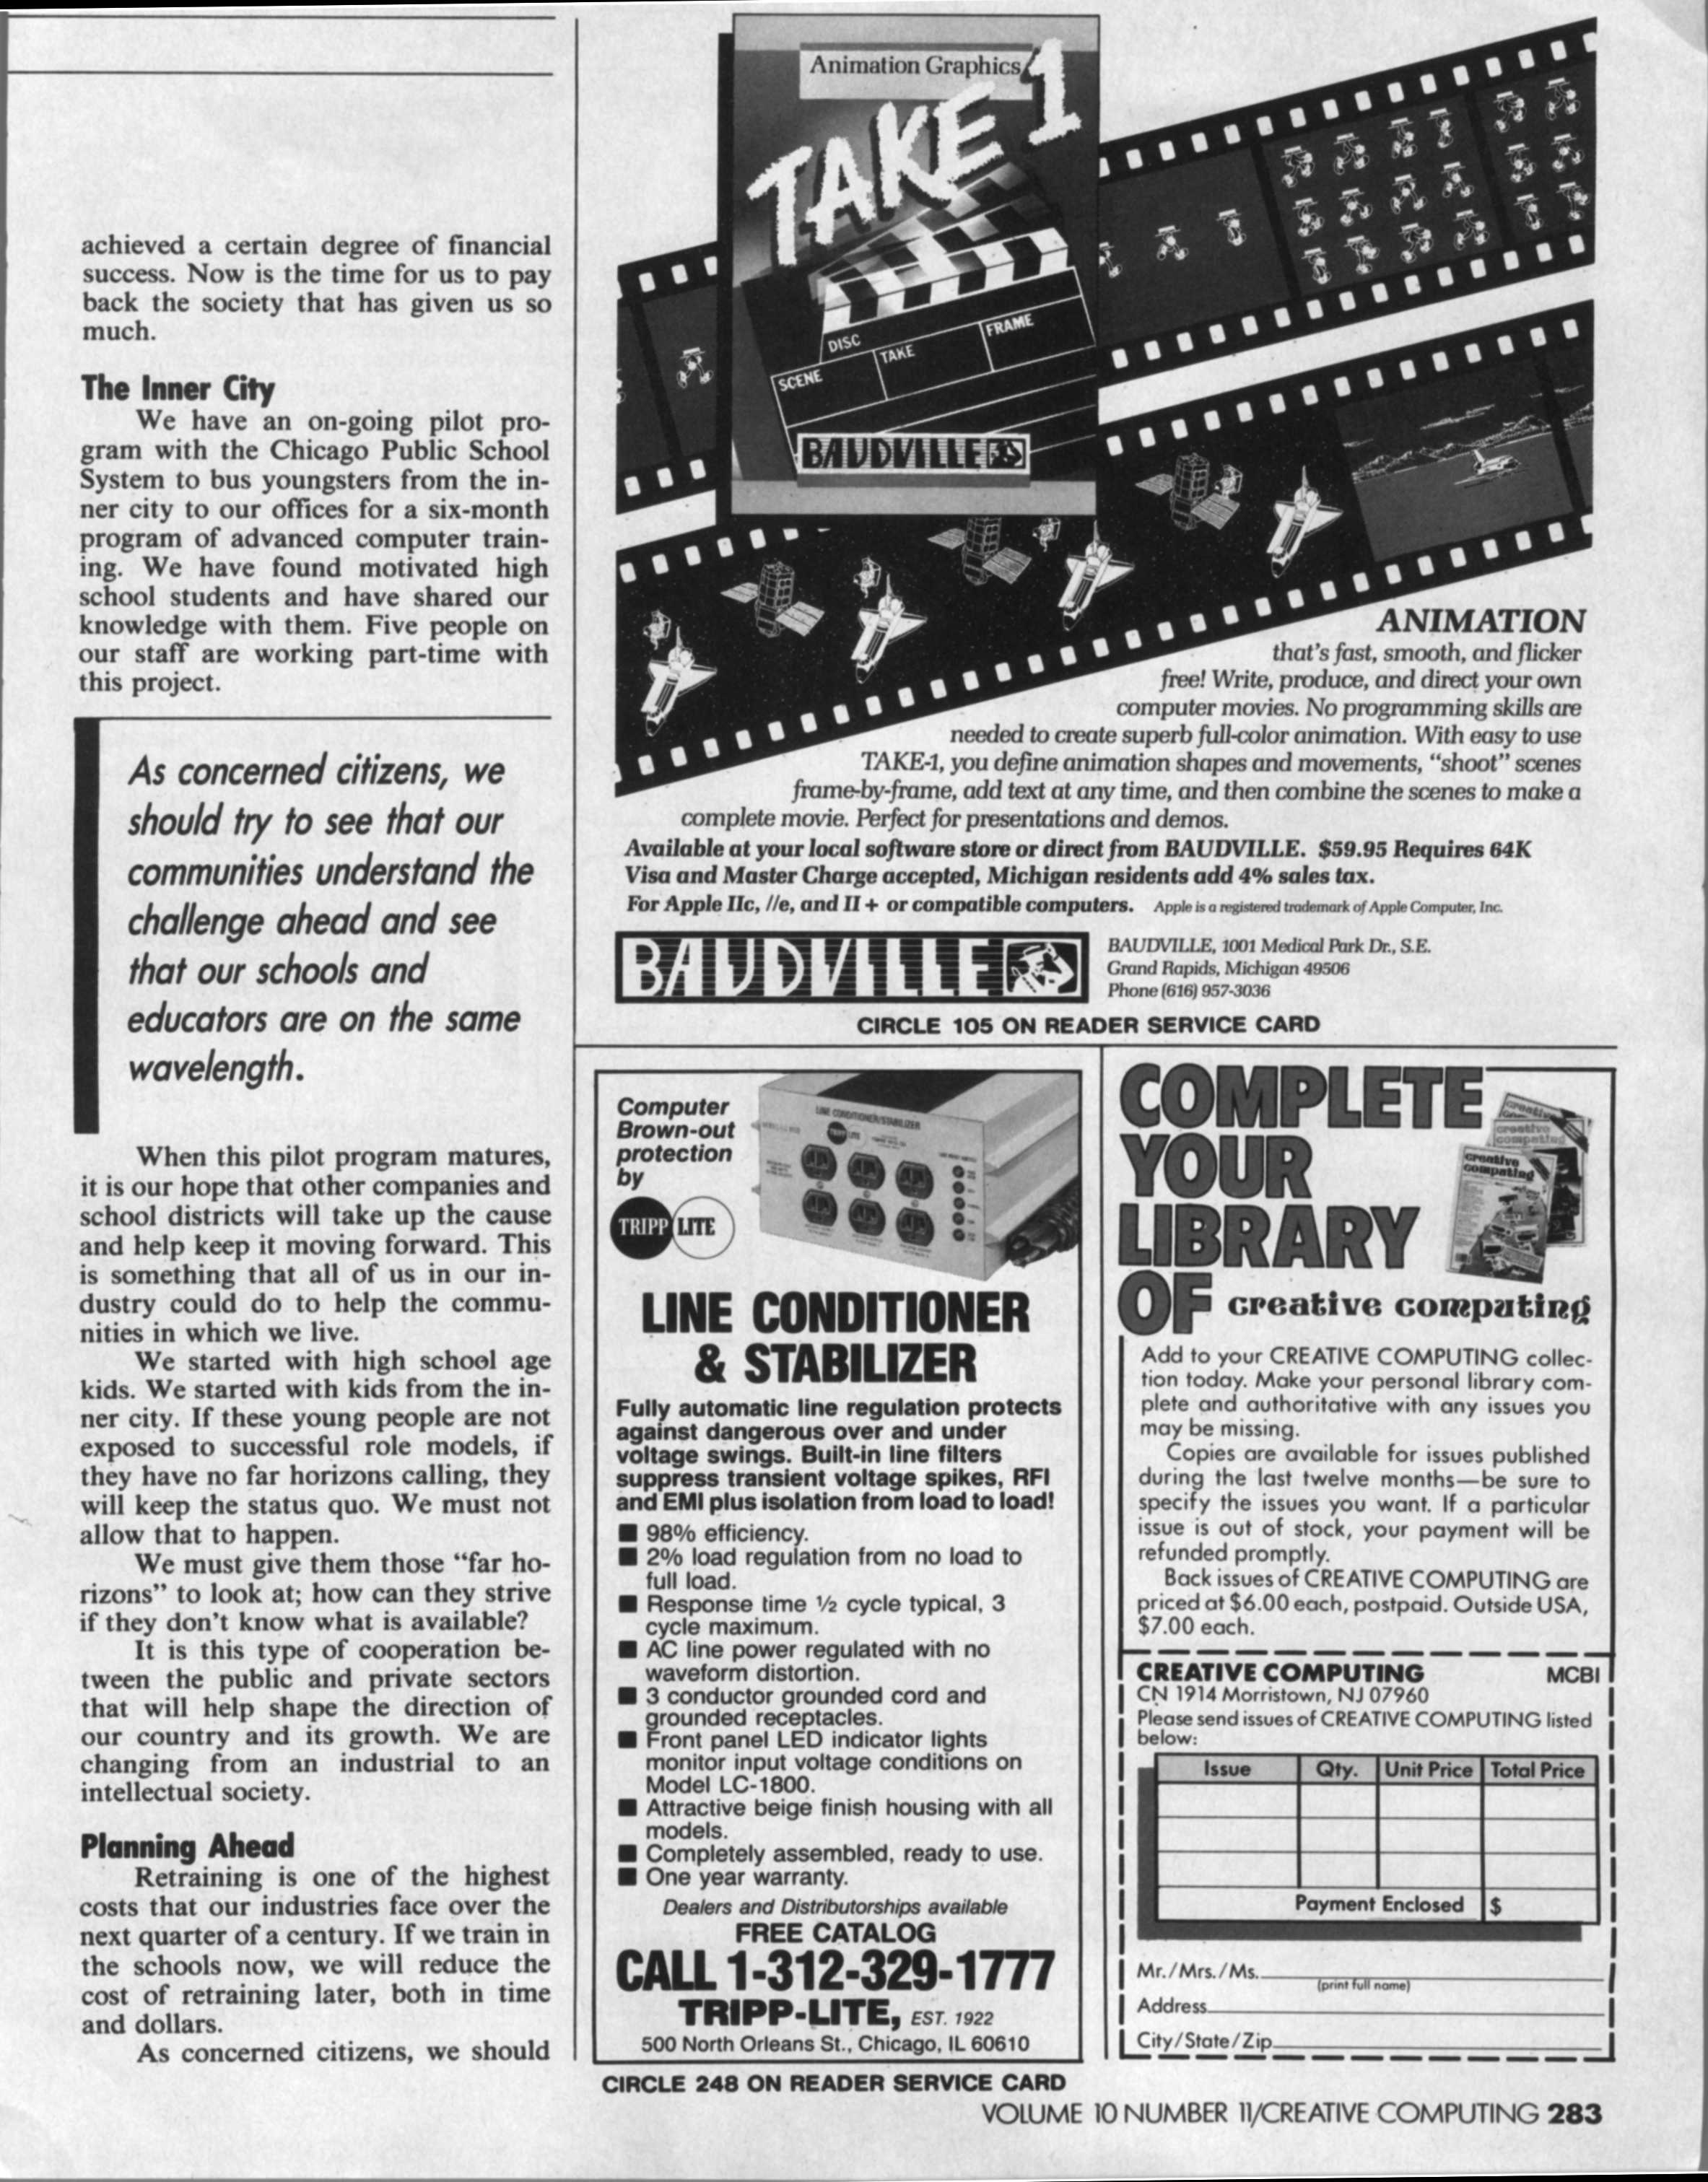 achieved a certain degree of financial
success. Now is the time for us to pay
back the society that has given us so
much.
The Inner City
We have an on-going pilot pro-
gram with the Chicago Public School
System to bus youngsters from the in-
ner city to our offices for a six-month
program of advanced computer train-
ing. We have found motivated high
school students and have shared our
knowledge with them. Five people on
our staff are working part-time with
this project.
As concerned citizens, we
should try to see that our
communities understand the
challenge ahead and see
that our schools and
educators are on the same
wavelength.
When this pilot program matures,
it is our hope that other companies and
school districts will take up the cause
and help keep it moving forward. This
is something that all of us in our in-
dustry could do to help the commu-
nities in which we live.
We started with high school age
kids. We started with kids from the in-
ner city. If these young people are not
exposed to successful role models, if
they have no far horizons calling, they
will keep the status quo. We must not
allow that to happen.
We must give them those “far ho-
rizons” to look at; how can they strive
if they don't know what is available?
It is this type of cooperation be-
tween the public and private sectors
that will help shape the direction of
our country and its growth. We are
changing from an industrial to an
intellectual society.
Planning Ahead
Retraining is one of the highest
costs that our industries face over the
next quarter of a century. If we train in
the schools now, we will reduce the
cost of retraining later, both in time
and dollars.
As concerned citizens, we should
Animation Graphics
TAKE 1
DISC
SCENE
TAKE
FRAME
BAUDVILLE
ANIMATION
that's fast, smooth, and flicker
free! Write, produce, and direct your own
computer movies. No programming skills are
needed to create superb full-color animation. With easy to use
TAKE-1, you define animation shapes and movements, “shoot” scenes
frame-by-frame, add text at any time, and then combine the scenes to make a
complete movie. Perfect for presentations and demos.
Available at your local software store or direct from BAUDVILLE. $59.95 Requires 64K
Visa and Master Charge accepted, Michigan residents add 4% sales tax.
For Apple IIc, //e, and II + or compatible computers. Apple is a registered trademark of Apple Computer, Inc.
BAUDVILLE
BAUDVILLE, 1001 Medical Park Dr., S.E.
Grand Rapids, Michigan 49506
Phone (616) 957-3036
CIRCLE 105 ON READER SERVICE CARD
Computer
Brown-out
protection
by
TRIPP LITE
LINE CONDITIONER/STABILIZER
LINE CONDITIONER
& STABILIZER
Fully automatic line regulation protects
against dangerous over and under
voltage swings. Built-in line filters
suppress transient voltage spikes, RFI
and EMI plus isolation from load to load!
■ 98% efficiency.
■ 2% load regulation from no load to
full load.
■ Response time ½ cycle typical, 3
cycle maximum.
■ AC line power regulated with no
waveform distortion.
■ 3 conductor grounded cord and
grounded receptacles.
■ Front panel LED indicator lights
monitor input voltage conditions on
Model LC-1800.
■ Attractive beige finish housing with all
models.
■ Completely assembled, ready to use.
■ One year warranty.
Dealers and Distributorships available
FREE CATALOG
CALL 1-312-329-1777
TRIPP-LITE, EST. 1922
500 North Orleans St., Chicago, IL 60610
CIRCLE 248 ON READER SERVICE CARD
COMPLETE
YOUR
LIBRARY
OF creative computing
creative
creative
computing
creative
computing
Add to your CREATIVE COMPUTING collec-
tion today. Make your personal library com-
plete and authoritative with any issues you
may be missing.
Copies are available for issues published
during the last twelve months—be sure to
specify the issues you want. If a particular
issue is out of stock, your payment will be
refunded promptly.
Back issues of CREATIVE COMPUTING are
priced at $6.00 each, postpaid. Outside USA,
$7.00 each.
CREATIVE COMPUTING MCBI
CN 1914 Morristown, NJ 07960
Please send issues of CREATIVE COMPUTING listed
below:
Issue Qty. Unit Price Total Price
Payment Enclosed $
Mr./Mrs./Ms.
(print full name)
Address
City/State/Zip
VOLUME 10 NUMBER 11/CREATIVE COMPUTING 283